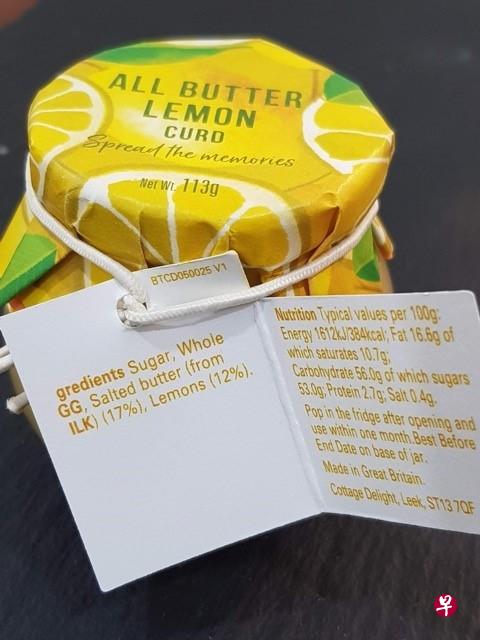 ALL BUTTER
LEMON
CURD
Spread the memories
Net Wt. 113g
BTCD050025 V1
gredients Sugar, Whole
GG, Salted butter (from
ILK) (17%), Lemons (12%).
Nutrition Typical values per 100g:
Energy 1612kJ/384kcal; Fat 16.6g of
which saturates 10.7g;
Carbohydrate 56.0g of which sugars
53.0g; Protein 2.7g; Salt 0.4g.
Pop in the fridge after opening and
use within one month.Best Before
End Date on base of jar.
Made in Great Britain.
Cottage Delight, Leek, ST13 7QF
早